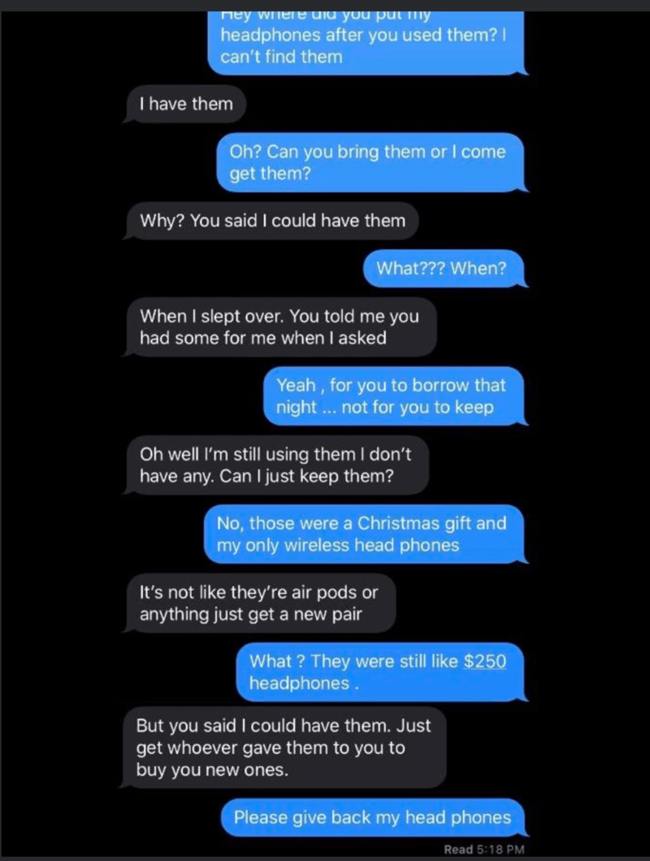 Hey where did you put my
headphones after you used them? I
can't find them
I have them
Oh? Can you bring them or I come
get them?
Why? You said I could have them
What??? When?
When I slept over. You told me you
had some for me when I asked
Yeah , for you to borrow that
night ... not for you to keep
Oh well I'm still using them I don't
have any. Can I just keep them?
No, those were a Christmas gift and
my only wireless head phones
It's not like they're air pods or
anything just get a new pair
What ? They were still like $250
headphones .
But you said I could have them. Just
get whoever gave them to you to
buy you new ones.
Please give back my head phones
Read 5:18 PM